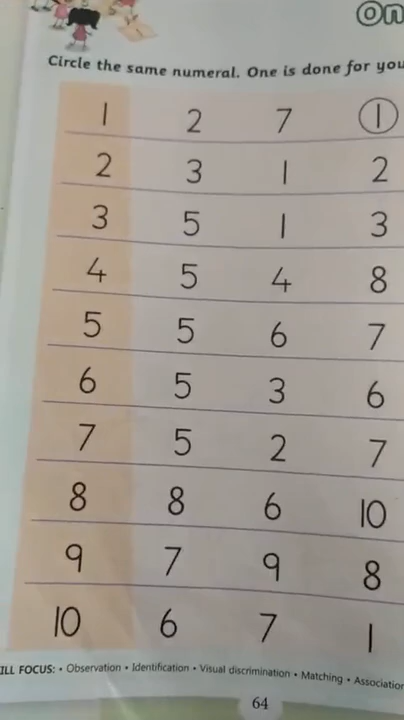 On
Circle the same numeral. One is done for you
1 2 7 1
2 3 1 2
3 5 1 3
4 5 4 8
5 5 6 7
6 5 3 6
7 5 2 7
8 8 6 10
9 7 9 8
10 6 7 1
ILL FOCUS: • Observation • Identification • Visual discrimination • Matching • Association
64